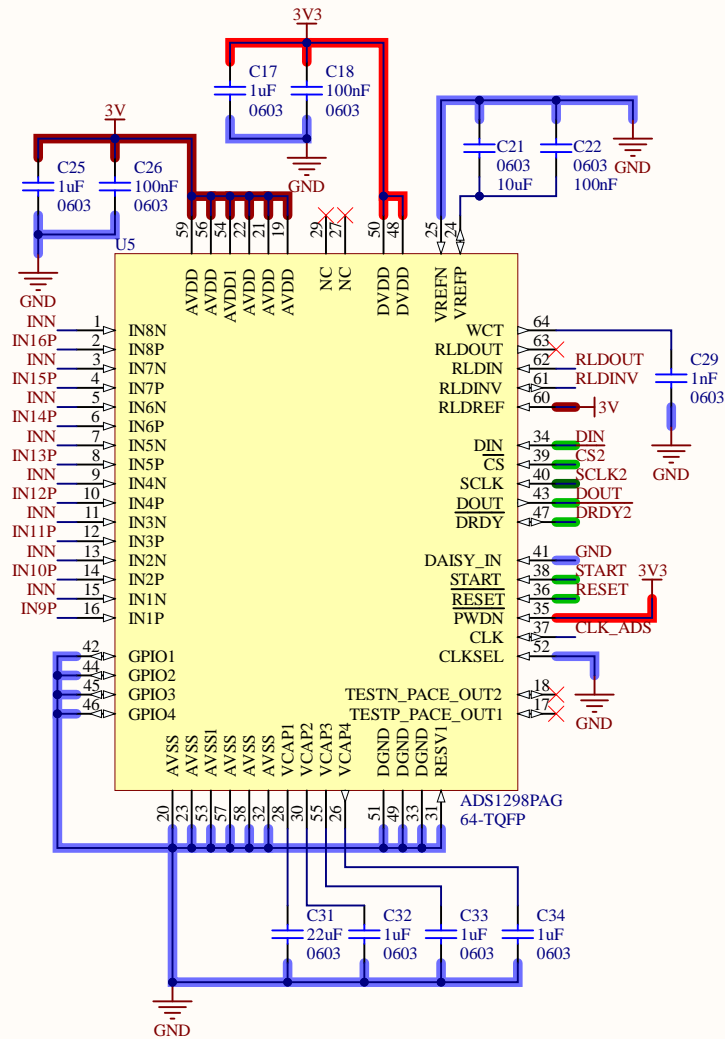 3V3
C17
1uF
0603
C18
100nF
0603
GND
3V
C25
1uF
0603
C26
100nF
0603
GND
C21
0603
10uF
C22
0603
100nF
GND
U5
59
56
54
22
21
19
29
27
50
48
25
24
AVDD
AVDD
AVDD1
AVDD
AVDD
AVDD
NC
NC
DVDD
DVDD
VREFN
VREFP
INN 1 IN8N
IN16P 2 IN8P
INN 3 IN7N
IN15P 4 IN7P
INN 5 IN6N
IN14P 6 IN6P
INN 7 IN5N
IN13P 8 IN5P
INN 9 IN4N
IN12P 10 IN4P
INN 11 IN3N
IN11P 12 IN3P
INN 13 IN2N
IN10P 14 IN2P
INN 15 IN1N
IN9P 16 IN1P
42 GPIO1
44 GPIO2
45 GPIO3
46 GPIO4
WCT 64
RLDOUT 63
RLDIN 62 RLDOUT
RLDINV 61 RLDINV
RLDREF 60 3V
C29
1nF
0603
GND
DIN 34 DIN
CS 39 CS2
SCLK 40 SCLK2
DOUT 43 DOUT
DRDY 47 DRDY2
DAISY_IN 41 GND
START 38 START
RESET 36 RESET
PWDN 35 3V3
CLK 37 CLK_ADS
CLKSEL 52
GND
TESTN_PACE_OUT2 18
TESTP_PACE_OUT1 17
AVSS
AVSS
AVSS1
AVSS
AVSS
AVSS
VCAP1
VCAP2
VCAP3
VCAP4
DGND
DGND
DGND
RESV1
20
23
53
57
58
32
28
30
55
26
51
49
33
31
ADS1298PAG
64-TQFP
C31
22uF
0603
C32
1uF
0603
C33
1uF
0603
C34
1uF
0603
GND